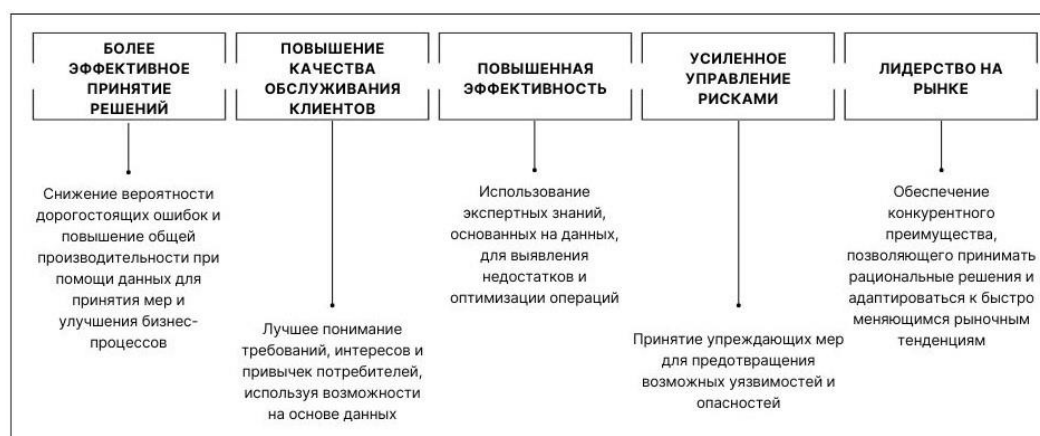 БОЛЕЕ
ЭФФЕКТИВНОЕ
ПРИНЯТИЕ
РЕШЕНИЙ
Снижение вероятности
дорогостоящих ошибок и
повышение общей
производительности при
помощи данных для
принятия мер и
улучшения бизнес-
процессов
ПОВЫШЕНИЕ
КАЧЕСТВА
ОБСЛУЖИВАНИЯ
КЛИЕНТОВ
Лучшее понимание
требований, интересов и
привычек потребителей,
используя возможности
на основе данных
ПОВЫШЕННАЯ
ЭФФЕКТИВНОСТЬ
Использование
экспертных знаний,
основанных на данных,
для выявления
недостатков и
оптимизации операций
УСИЛЕННОЕ
УПРАВЛЕНИЕ
РИСКАМИ
Принятие упреждающих мер
для предотвращения
возможных уязвимостей и
опасностей
ЛИДЕРСТВО НА
РЫНКЕ
Обеспечение
конкурентного
преимущества,
позволяющего принимать
рациональные решения и
адаптироваться к быстро
меняющимся рыночным
тенденциям